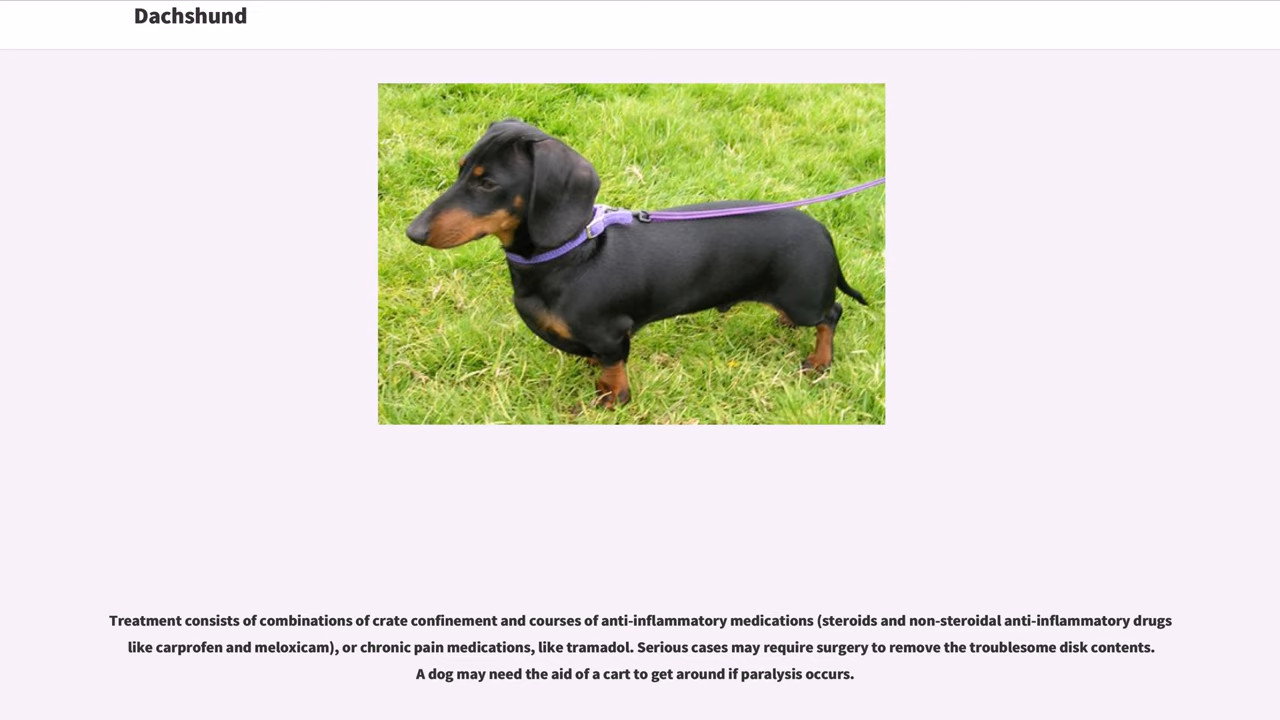 Dachshund
Treatment consists of combinations of crate confinement and courses of anti-inflammatory medications (steroids and non-steroidal anti-inflammatory drugs
like carprofen and meloxicam), or chronic pain medications, like tramadol. Serious cases may require surgery to remove the troublesome disk contents.
A dog may need the aid of a cart to get around if paralysis occurs.